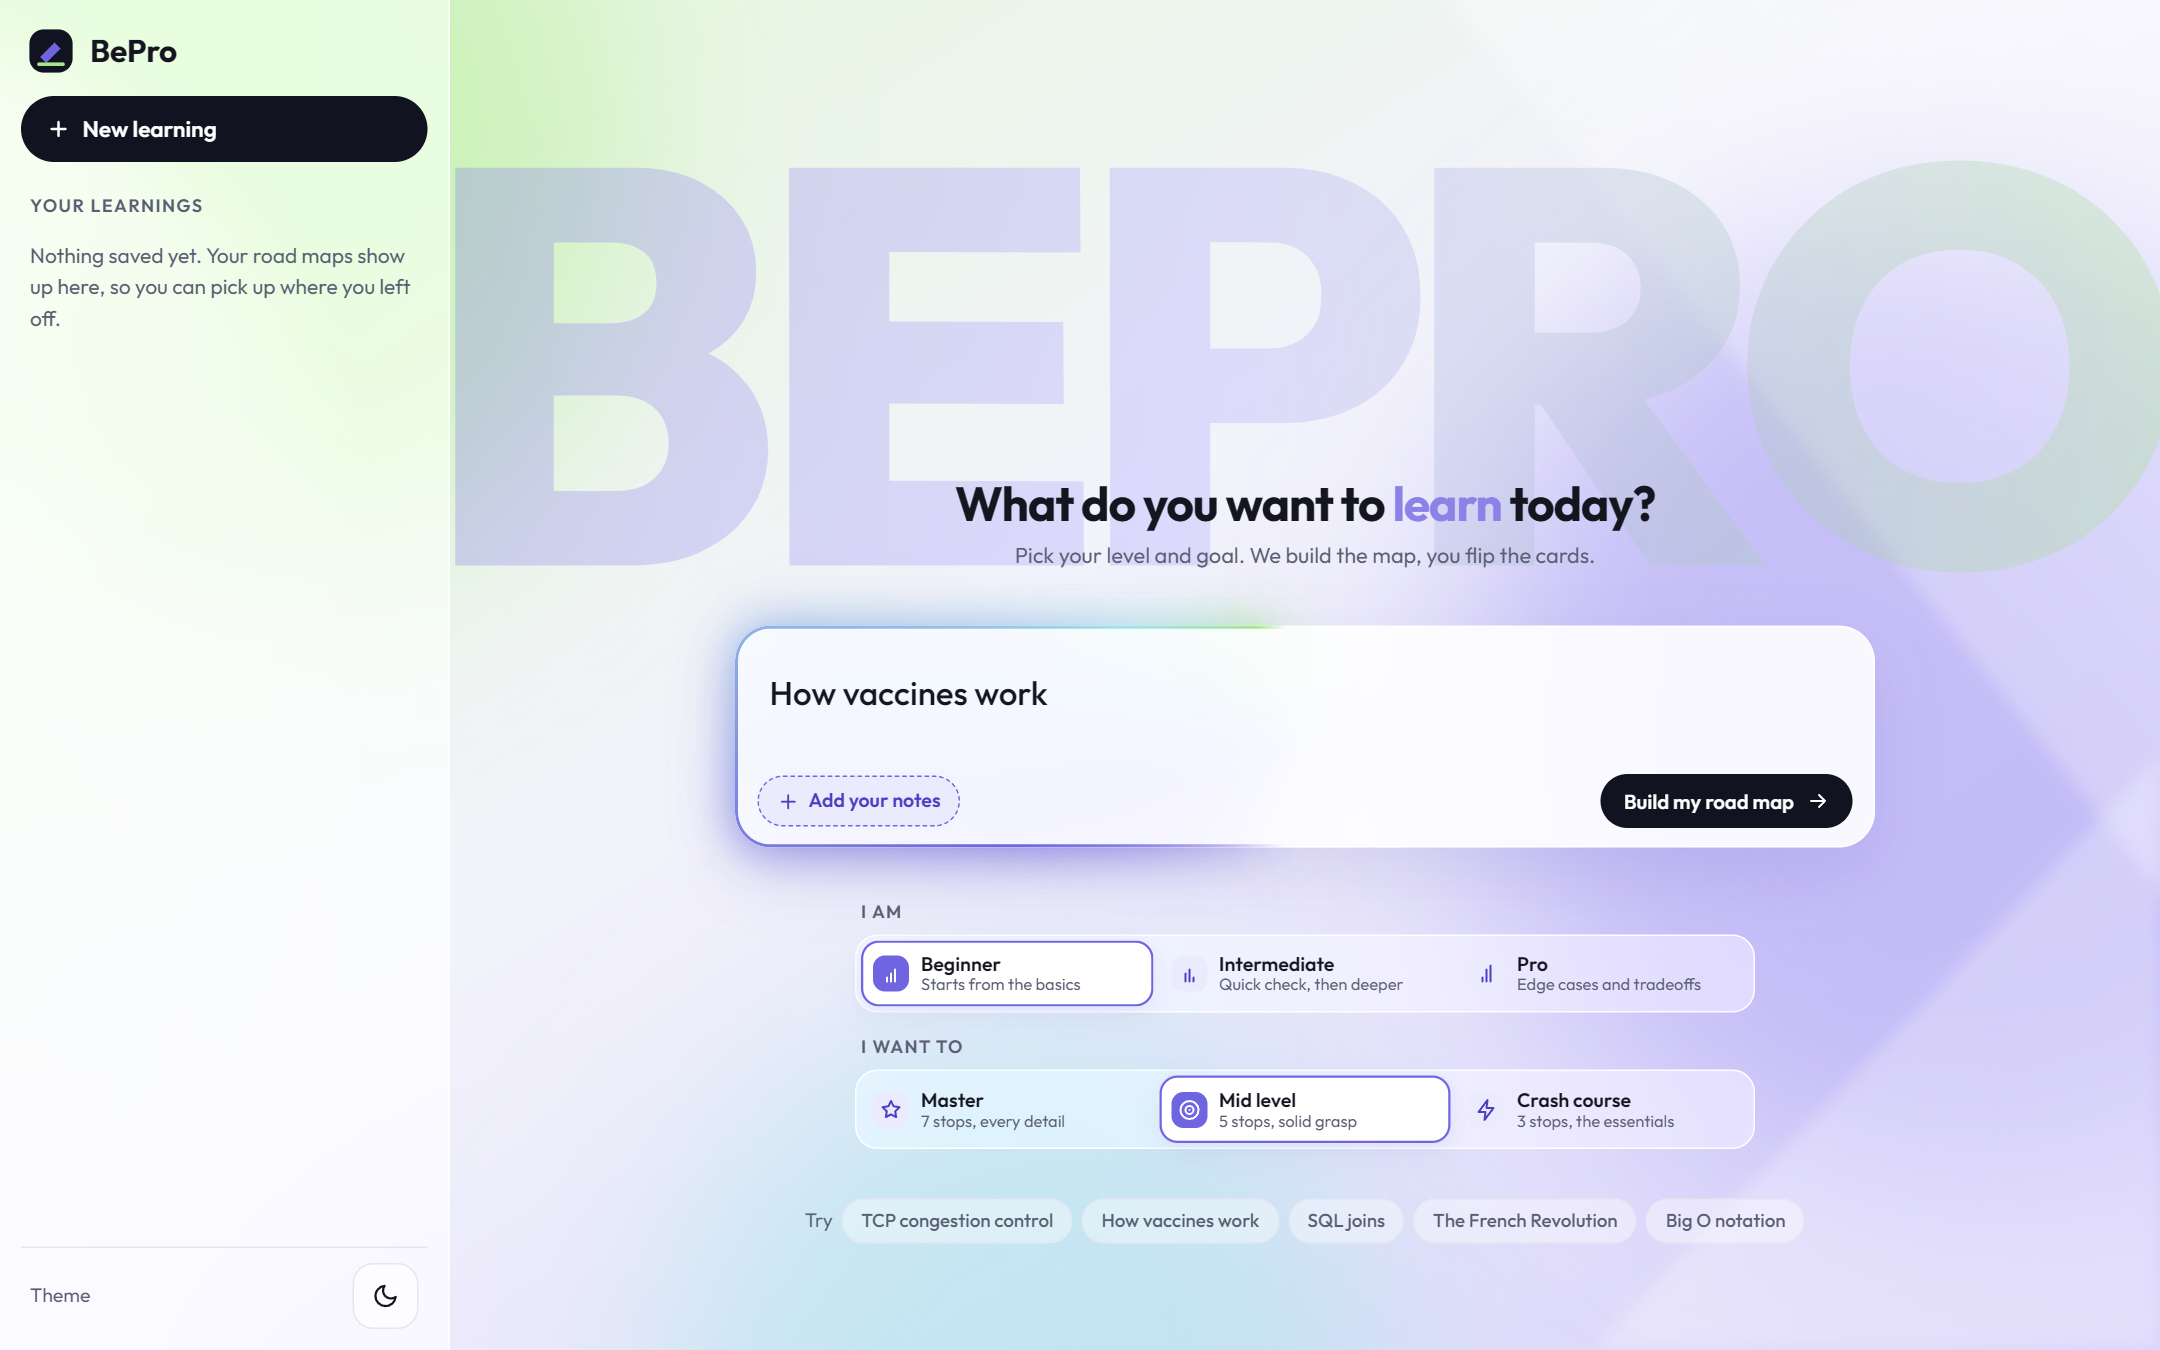 BePro
New learning
YOUR LEARNINGS
Nothing saved yet. Your road maps show
up here, so you can pick up where you left
off.
Theme
BEPRO
What do you want to learn today?
Pick your level and goal. We build the map, you flip the cards.
How vaccines work
Add your notes
Build my road map
I AM
Beginner
Starts from the basics
Intermediate
Quick check, then deeper
Pro
Edge cases and tradeoffs
I WANT TO
Master
7 stops, every detail
Mid level
5 stops, solid grasp
Crash course
3 stops, the essentials
Try
TCP congestion control
How vaccines work
SQL joins
The French Revolution
Big O notation